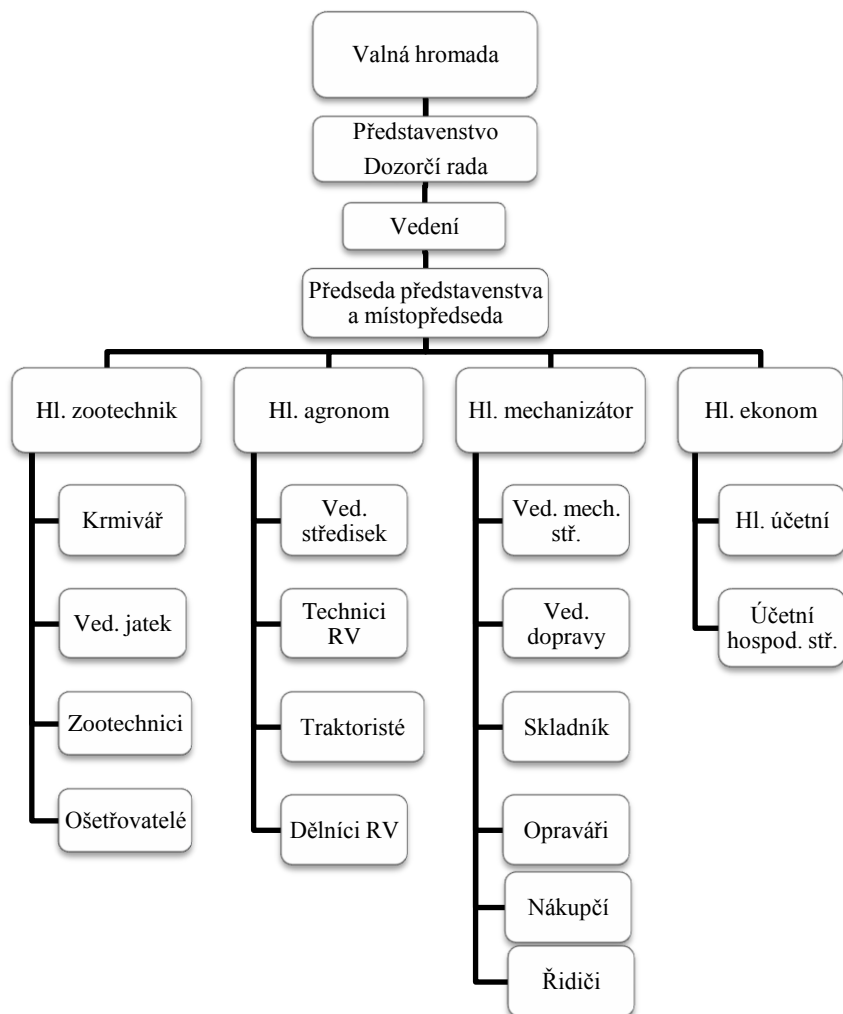 Valná hromada
Představenstvo
Dozorčí rada
Vedení
Předseda představenstva
a místopředseda
Hl. zootechnik
Hl. agronom
Hl. mechanizátor
Hl. ekonom
Krmivář
Ved. jatek
Zootechnici
Ošetřovatelé
Ved.
středisek
Technici
RV
Traktoristé
Dělníci RV
Ved. mech.
stř.
Ved.
dopravy
Skladník
Opraváři
Nákupčí
Řidiči
Hl. účetní
Účetní
hospod. stř.